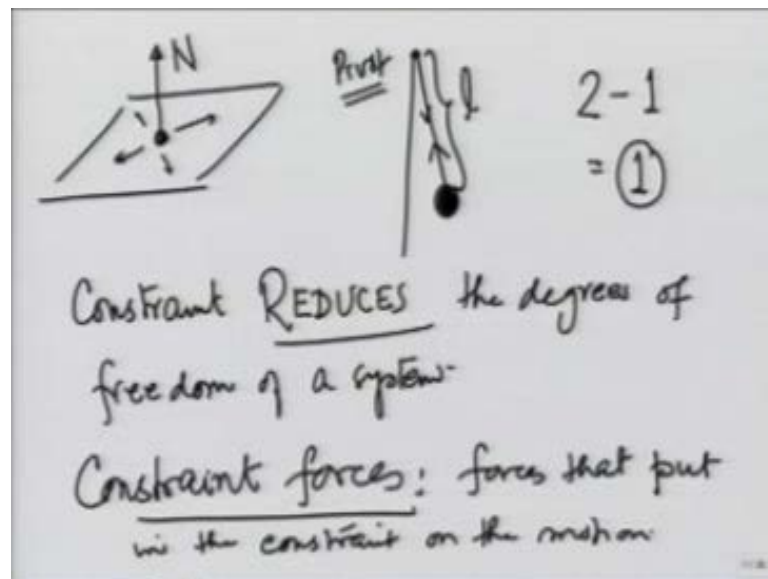 N
Pivot
l
2-1
= 1
Constraint REDUCES the degrees of
freedom of a system.
Constraint forces: forces that put
in the constraint on the motion.